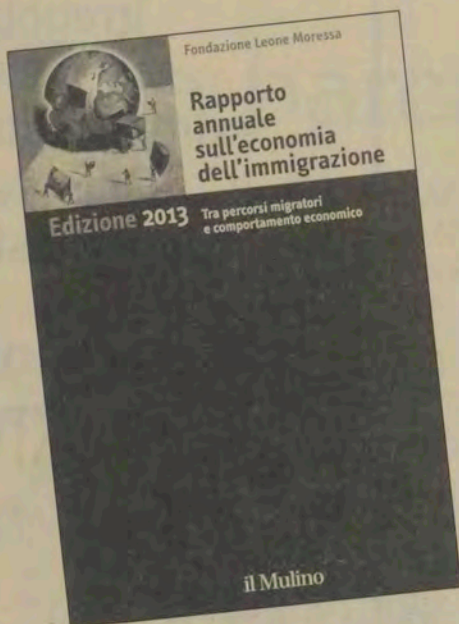 Fondazione Leone Moressa
Rapporto
annuale
sull'economia
dell'immigrazione
Edizione 2013
Tra percorsi migratori
e comportamento economico
il Mulino